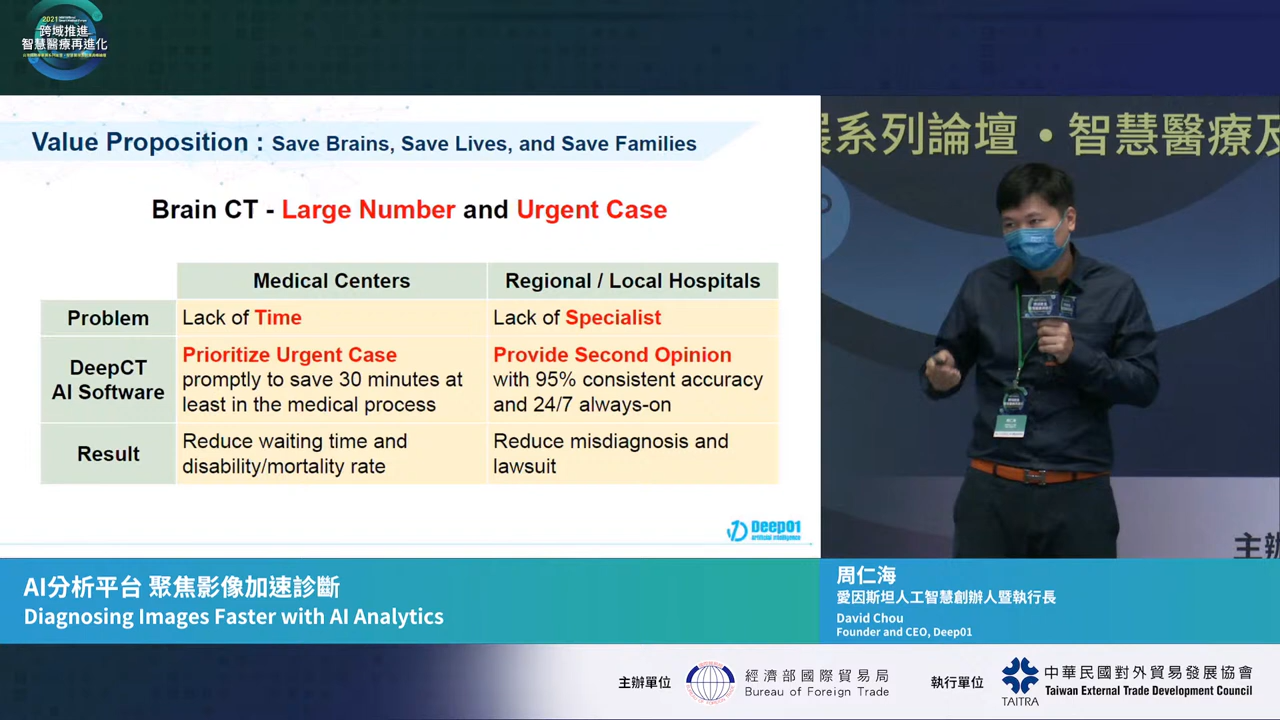 2021
跨域推進
智慧醫療再進化
Value Proposition : Save Brains, Save Lives, and Save Families
Brain CT - Large Number and Urgent Case
Medical Centers
Regional / Local Hospitals
Problem
Lack of Time
Lack of Specialist
DeepCT
AI Software
Prioritize Urgent Case
promptly to save 30 minutes at
least in the medical process
Provide Second Opinion
with 95% consistent accuracy
and 24/7 always-on
Result
Reduce waiting time and
disability/mortality rate
Reduce misdiagnosis and
lawsuit
Deep01
Artificial Intelligence
展系列論壇・智慧醫療及
主辦
AI分析平台 聚焦影像加速診斷
Diagnosing Images Faster with AI Analytics
周仁海
愛因斯坦人工智慧創辦人暨執行長
David Chou
Founder and CEO, Deep01
主辦單位
經濟部國際貿易局
Bureau of Foreign Trade
執行單位
TAITRA
中華民國對外貿易發展協會
Taiwan External Trade Development Council